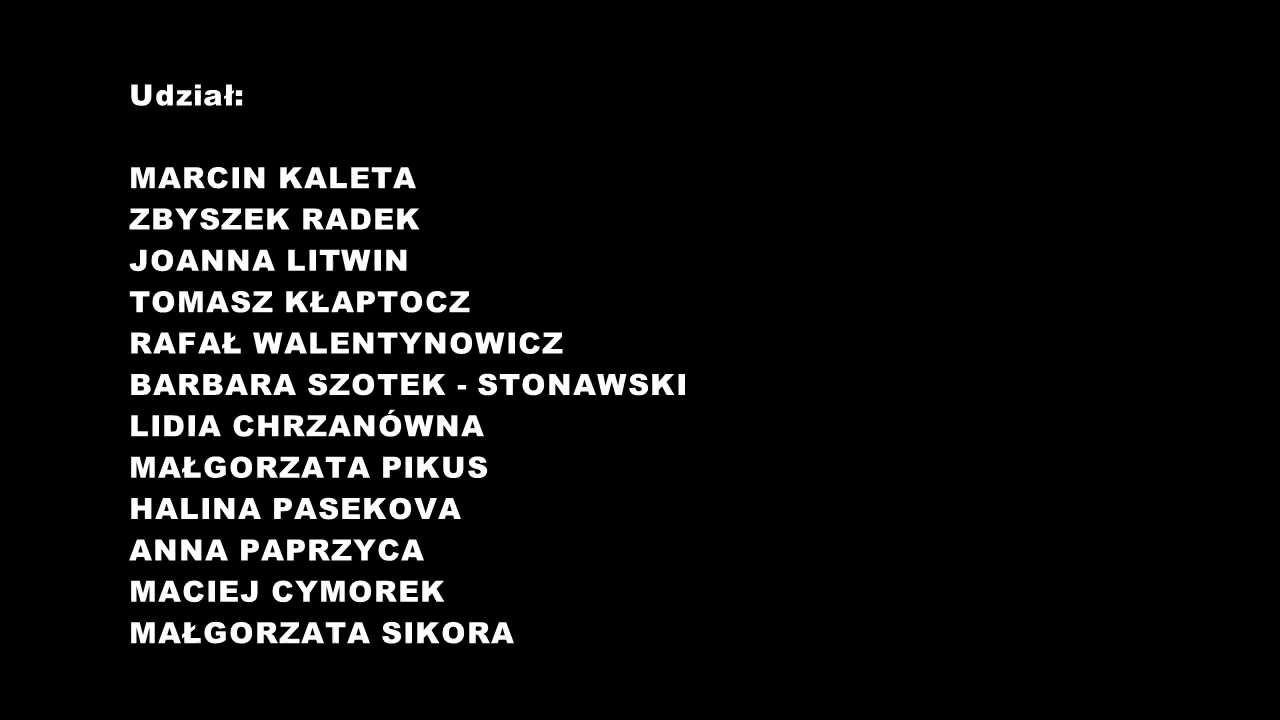 Udział:
MARCIN KALETA
ZBYSZEK RADEK
JOANNA LITWIN
TOMASZ KŁAPTOCZ
RAFAŁ WALENTYNOWICZ
BARBARA SZOTEK - STONAWSKI
LIDIA CHRZANÓWNA
MAŁGORZATA PIKUS
HALINA PASEKOVA
ANNA PAPRZYCA
MACIEJ CYMOREK
MAŁGORZATA SIKORA